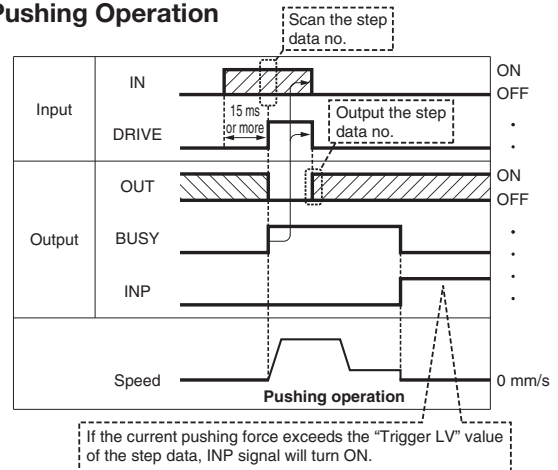 Pushing Operation
Scan the step
data no.
Input
IN
ON
OFF
15 ms
or more
DRIVE
Output the step
data no.
Output
OUT
ON
OFF
BUSY
INP
Speed
0 mm/s
Pushing operation
If the current pushing force exceeds the “Trigger LV” value
of the step data, INP signal will turn ON.